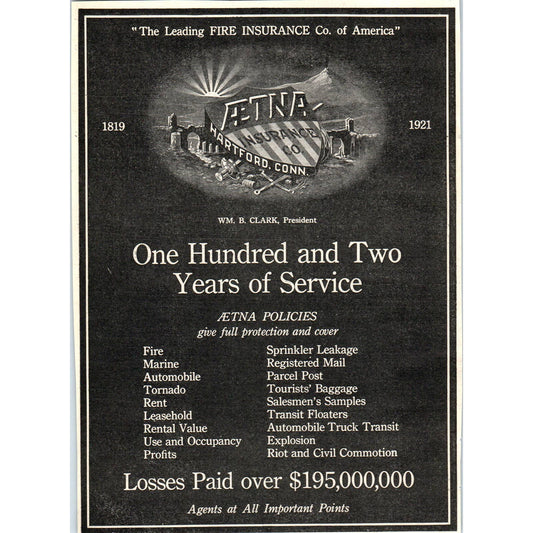 "The Leading FIRE INSURANCE Co. of America"
ÆTNA
INSURANCE
CO.
HARTFORD, CONN.
1819
1921
WM. B. CLARK, President
One Hundred and Two
Years of Service
ÆTNA POLICIES
give full protection and cover
Fire
Marine
Automobile
Tornado
Rent
Leasehold
Rental Value
Use and Occupancy
Profits
Sprinkler Leakage
Registered Mail
Parcel Post
Tourists' Baggage
Salesmen's Samples
Transit Floaters
Automobile Truck Transit
Explosion
Riot and Civil Commotion
Losses Paid over $195,000,000
Agents at All Important Points